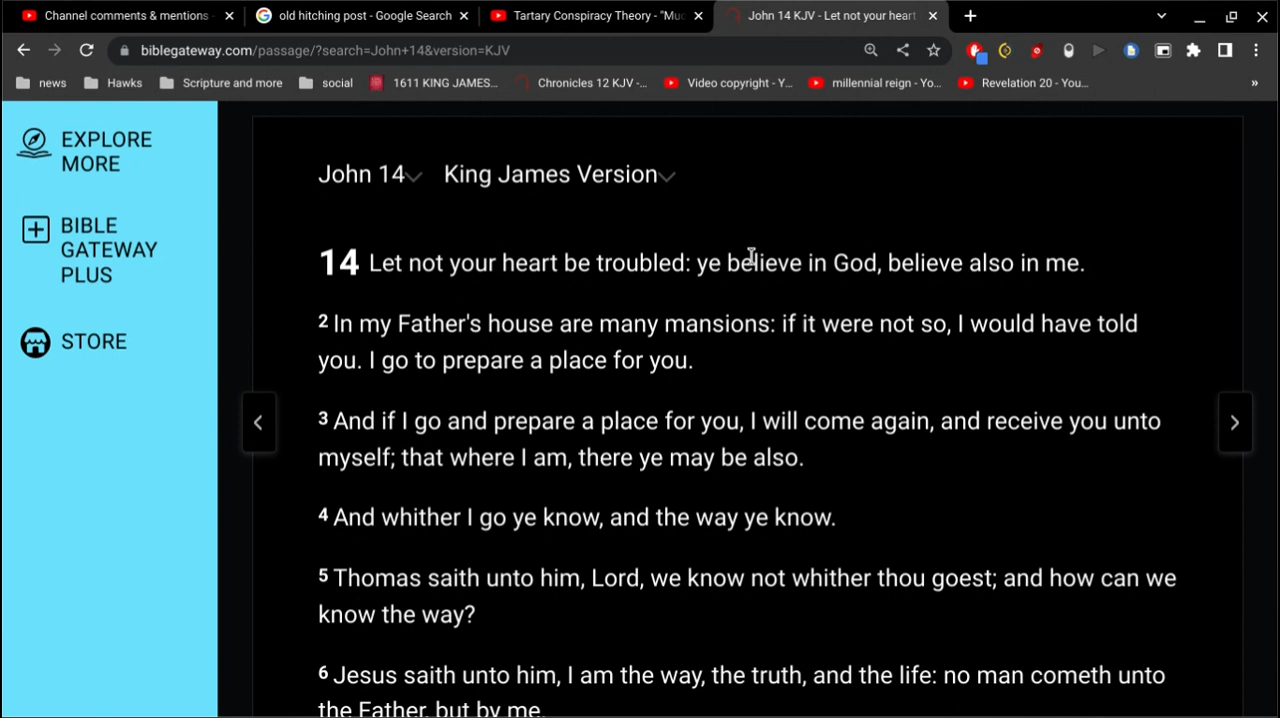 Channel comments & mentions -
old hitching post - Google Search
Tartary Conspiracy Theory - "Muc
John 14 KJV - Let not your heart
biblegateway.com/passage/?search=John+14&version=KJV
news
Hawks
Scripture and more
social
1611 KING JAMES...
Chronicles 12 KJV -...
Video copyright - Y...
millennial reign - Yo...
Revelation 20 - You...
»
EXPLORE
MORE
BIBLE
GATEWAY
PLUS
STORE
John 14 King James Version
14 Let not your heart be troubled: ye believe in God, believe also in me.
2 In my Father's house are many mansions: if it were not so, I would have told
you. I go to prepare a place for you.
3 And if I go and prepare a place for you, I will come again, and receive you unto
myself; that where I am, there ye may be also.
4 And whither I go ye know, and the way ye know.
5 Thomas saith unto him, Lord, we know not whither thou goest; and how can we
know the way?
6 Jesus saith unto him, I am the way, the truth, and the life: no man cometh unto
the Father, but by me.